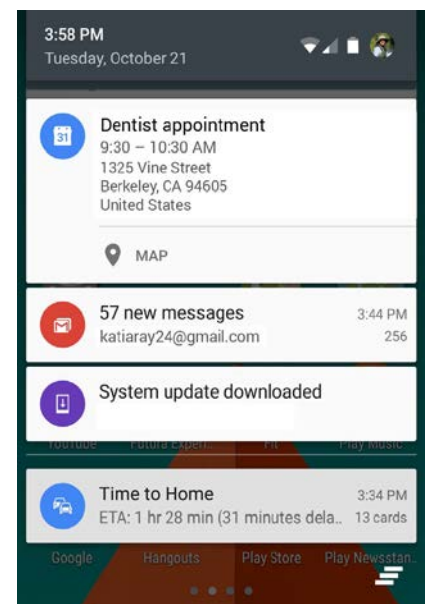 3:58 PM
Tuesday, October 21
31
Dentist appointment
9:30 – 10:30 AM
1325 Vine Street
Berkeley, CA 94605
United States
MAP
57 new messages 3:44 PM
katiaray24@gmail.com 256
System update downloaded
YouTube Fit Play Music
Time to Home 3:34 PM
ETA: 1 hr 28 min (31 minutes dela.. 13 cards
Google Hangouts Play Store Play Newsstan..